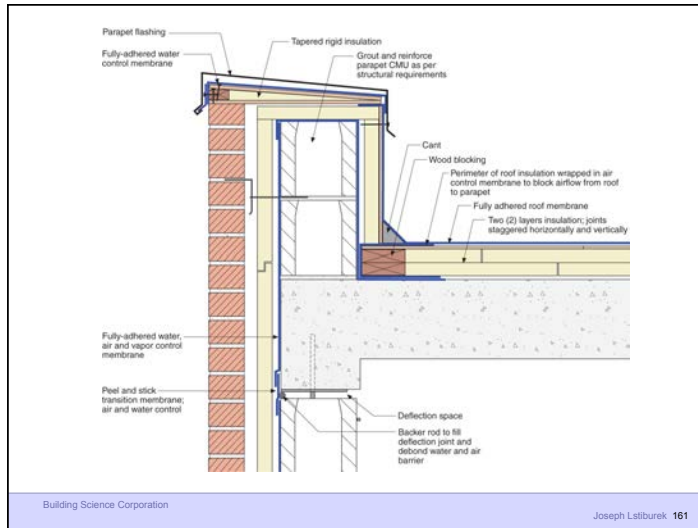 Parapet flashing
Fully-adhered water
control membrane
Tapered rigid insulation
Grout and reinforce
parapet CMU as per
structural requirements
Cant
Wood blocking
Perimeter of roof insulation wrapped in air
control membrane to block airflow from roof
to parapet
Fully adhered roof membrane
Two (2) layers insulation; joints
staggered horizontally and vertically
Fully-adhered water,
air and vapor control
membrane
Peel and stick
transition membrane;
air and water control
Deflection space
Backer rod to fill
deflection joint and
debond water and air
barrier
Building Science Corporation
Joseph Lstiburek 161